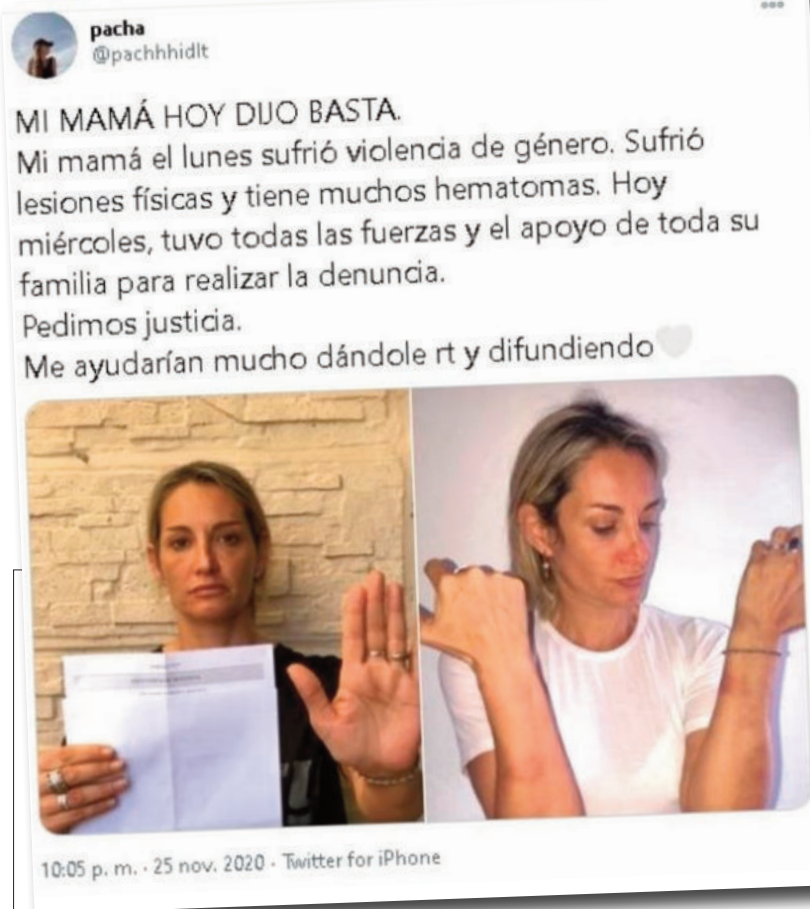 pacha
@pachhhidlt
MI MAMÁ HOY DIJO BASTA.
Mi mamá el lunes sufrió violencia de género. Sufrió
lesiones físicas y tiene muchos hematomas. Hoy
miércoles, tuvo todas las fuerzas y el apoyo de toda su
familia para realizar la denuncia.
Pedimos justicia.
Me ayudarían mucho dándole rt y difundiendo
10:05 p. m. · 25 nov. 2020 · Twitter for iPhone